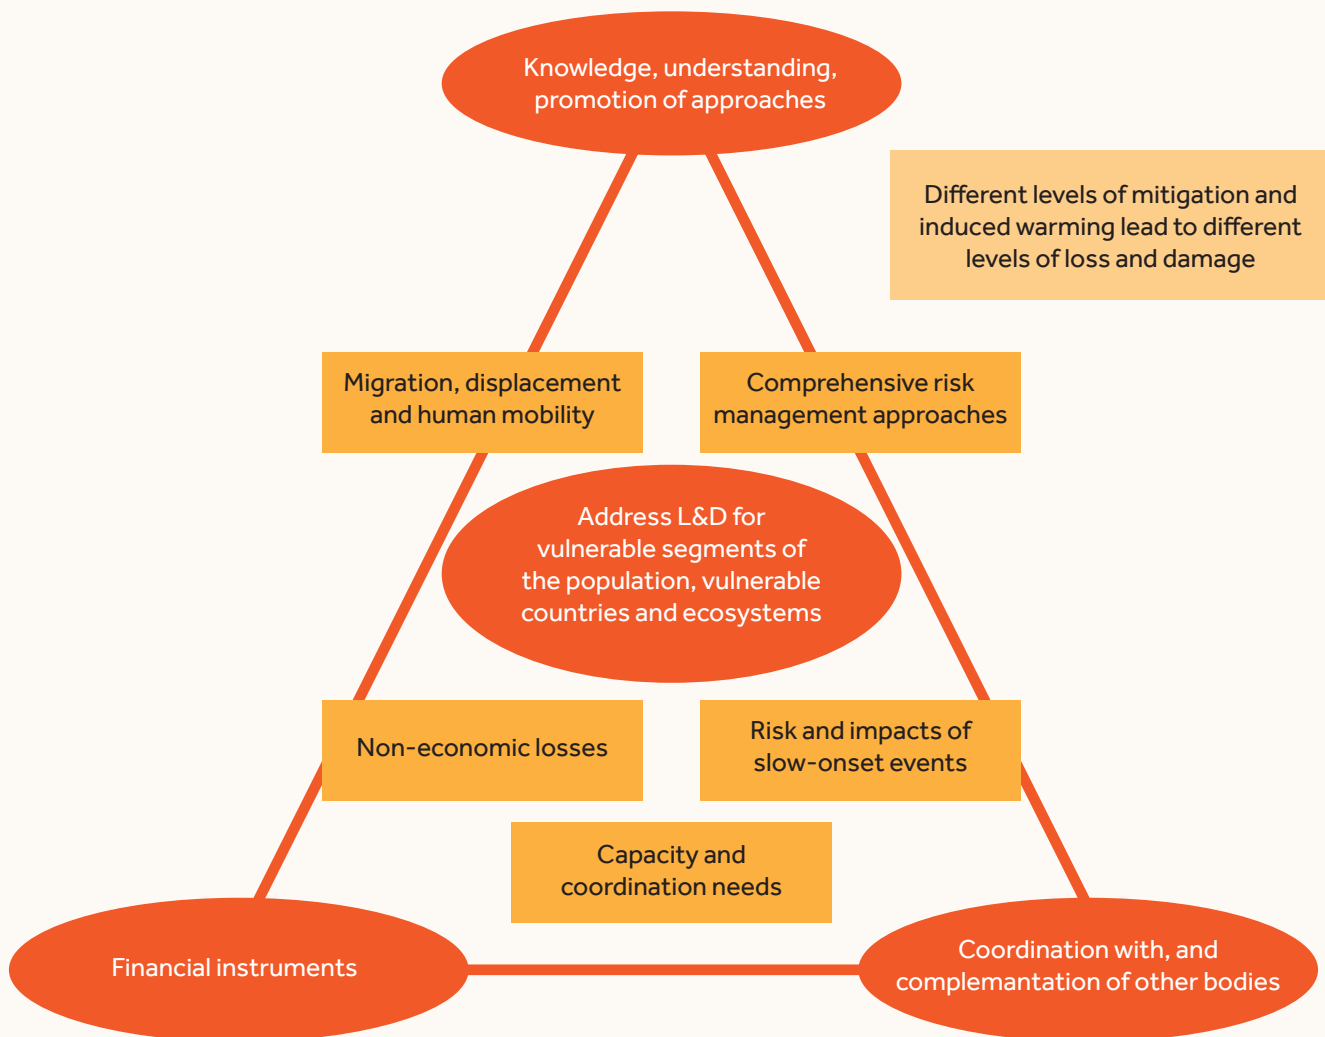 Knowledge, understanding,
promotion of approaches
Different levels of mitigation and
induced warming lead to different
levels of loss and damage
Migration, displacement
and human mobility
Comprehensive risk
management approaches
Address L&D for
vulnerable segments of
the population, vulnerable
countries and ecosystems
Non-economic losses
Risk and impacts of
slow-onset events
Capacity and
coordination needs
Financial instruments
Coordination with, and
complemantation of other bodies